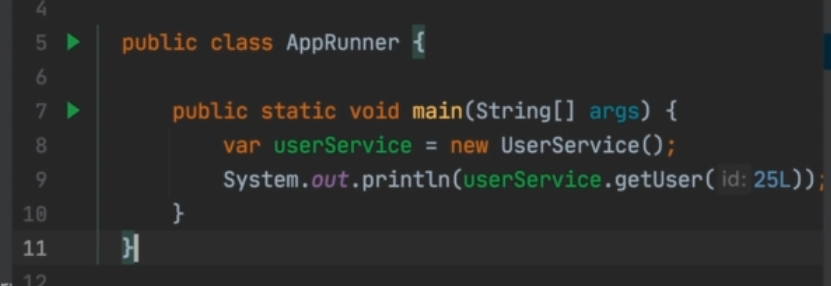 4
5 public class AppRunner {
6
7 public static void main(String[] args) {
8 var userService = new UserService();
9 System.out.println(userService.getUser( id: 25L));
10 }
11 }
12